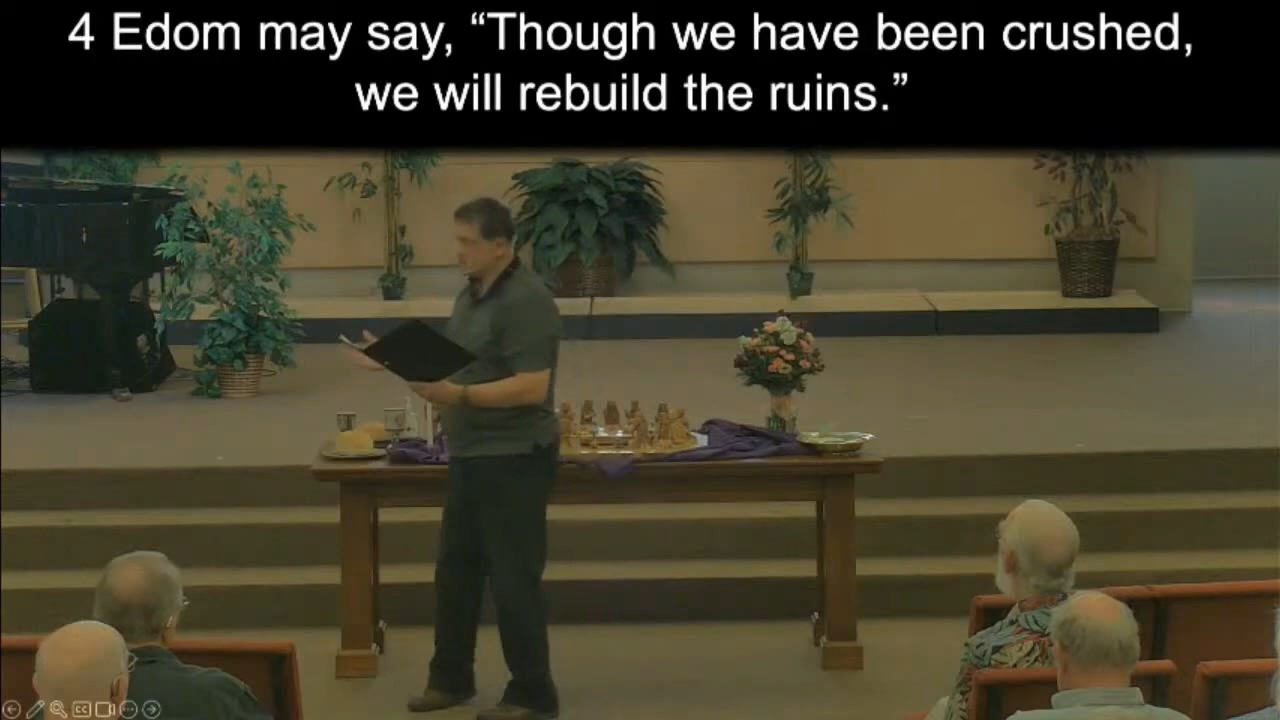 4 Edom may say, “Though we have been crushed,
we will rebuild the ruins.”